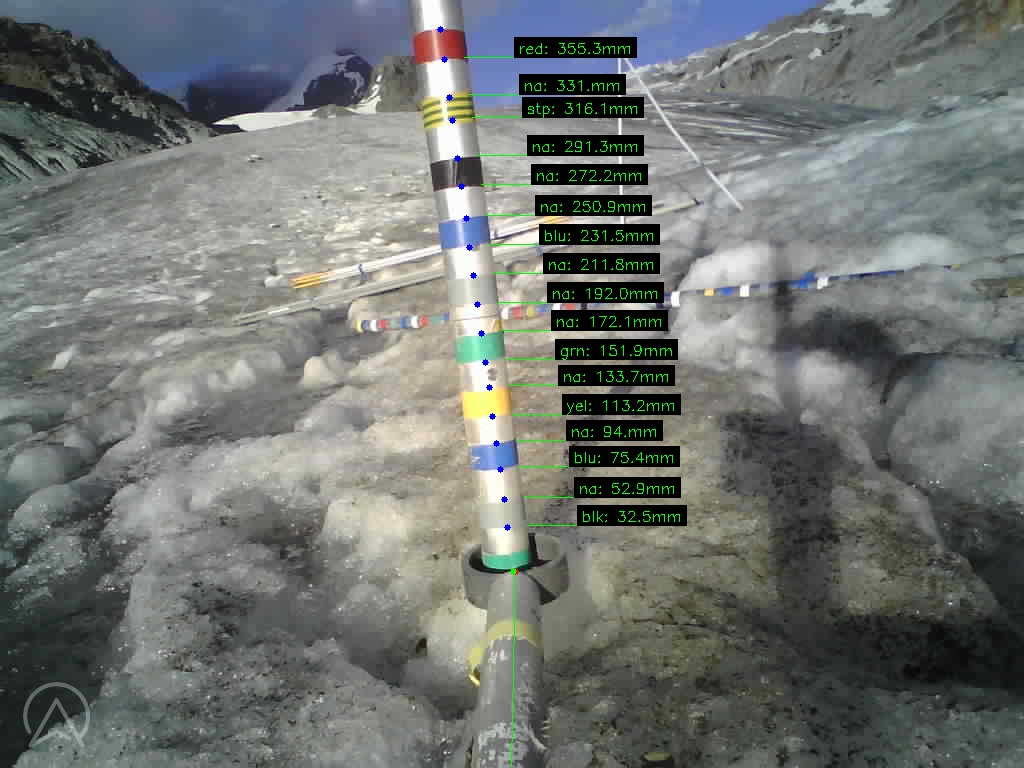 red: 355.3mm
na: 331.mm
stp: 316.1mm
na: 291.3mm
na: 272.2mm
na: 250.9mm
blu: 231.5mm
na: 211.8mm
na: 192.0mm
na: 172.1mm
grn: 151.9mm
na: 133.7mm
yel: 113.2mm
na: 94.mm
blu: 75.4mm
na: 52.9mm
blk: 32.5mm